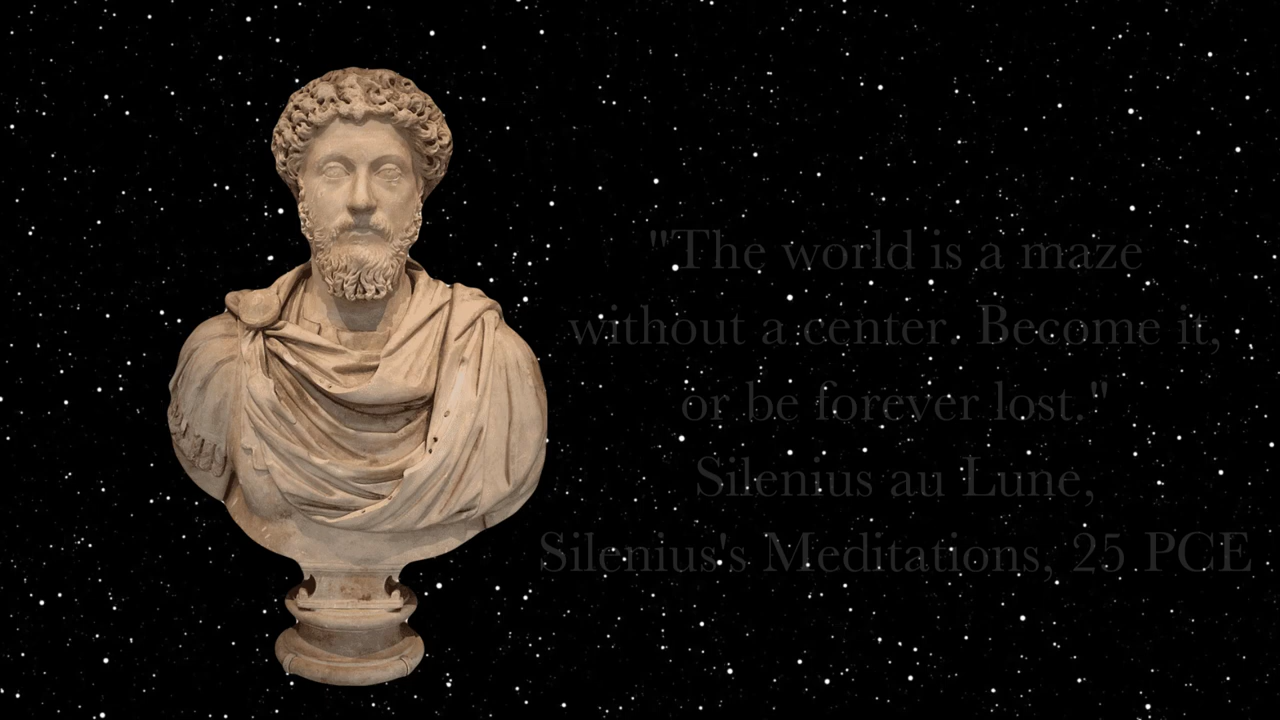 "The world is a maze
without a center. Become it,
or be forever lost."
Silenius au Lune,
Silenius's Meditations, 25 PCE